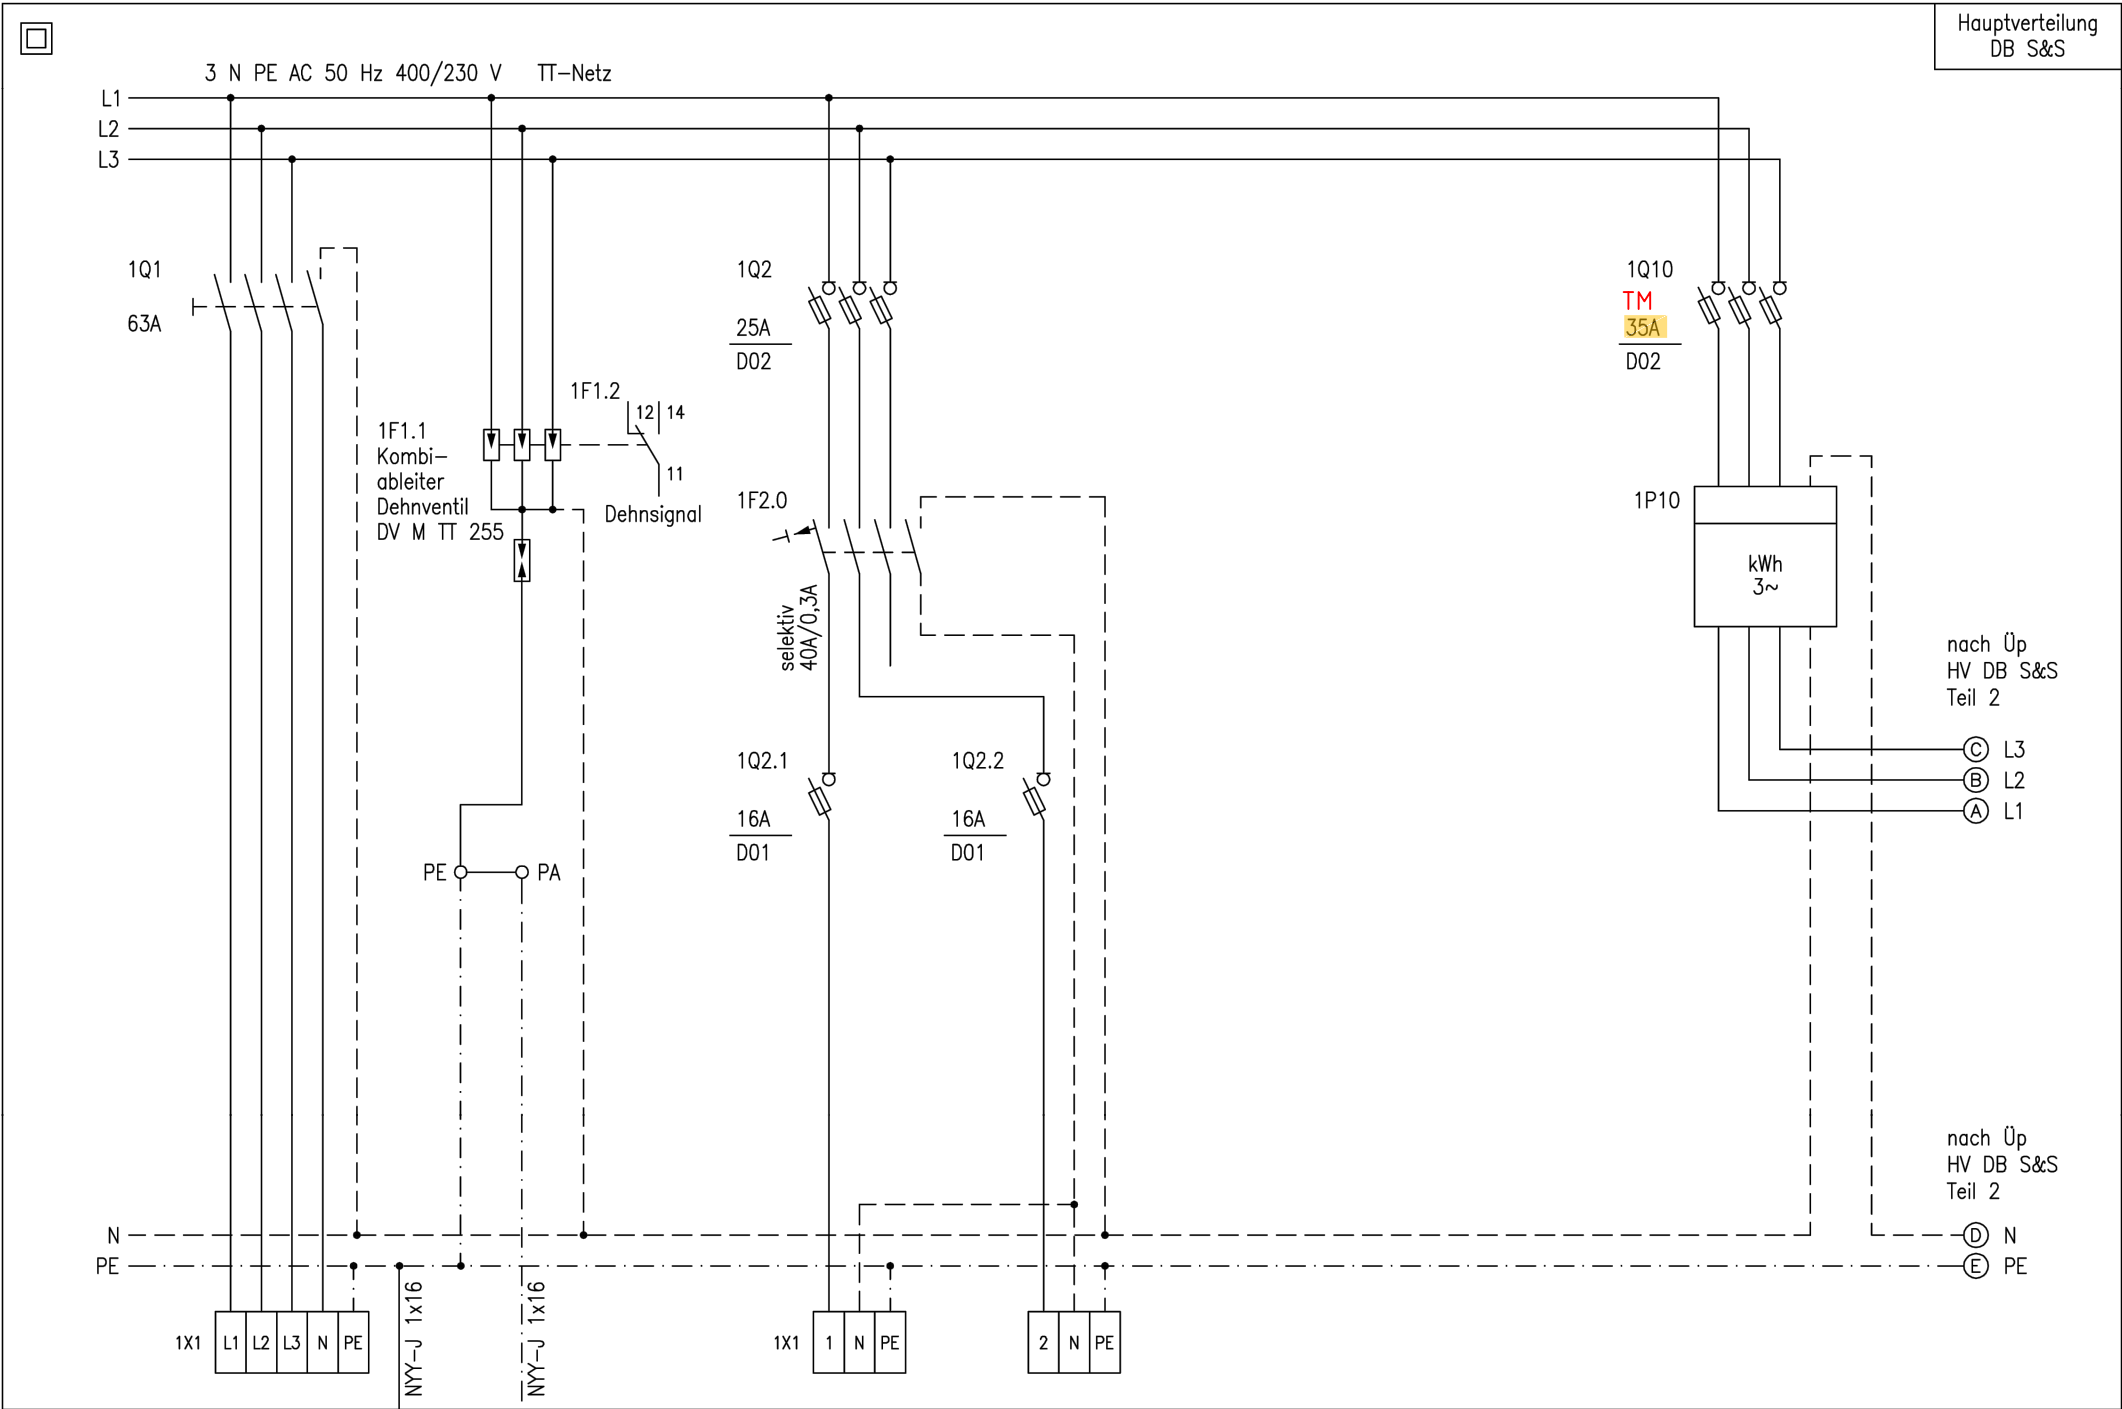 Hauptverteilung
DB S&S
3 N PE AC 50 Hz 400/230 V TT-Netz
L1
L2
L3
1Q1
63A
1F1.1
Kombi-
ableiter
Dehnventil
DV M TT 255
1F1.2
12 14
11
Dehnsignal
PE PA
1Q2
25A
D02
1F2.0
selektiv
40A/0,3A
1Q2.1
16A
D01
1Q2.2
16A
D01
1Q10
TM
35A
D02
1P10
kWh
3~
nach Üp
HV DB S&S
Teil 2
C L3
B L2
A L1
nach Üp
HV DB S&S
Teil 2
N
D N
PE
E PE
1X1 L1 L2 L3 N PE
NYY-J 1x16
NYY-J 1x16
1X1 1 N PE
2 N PE